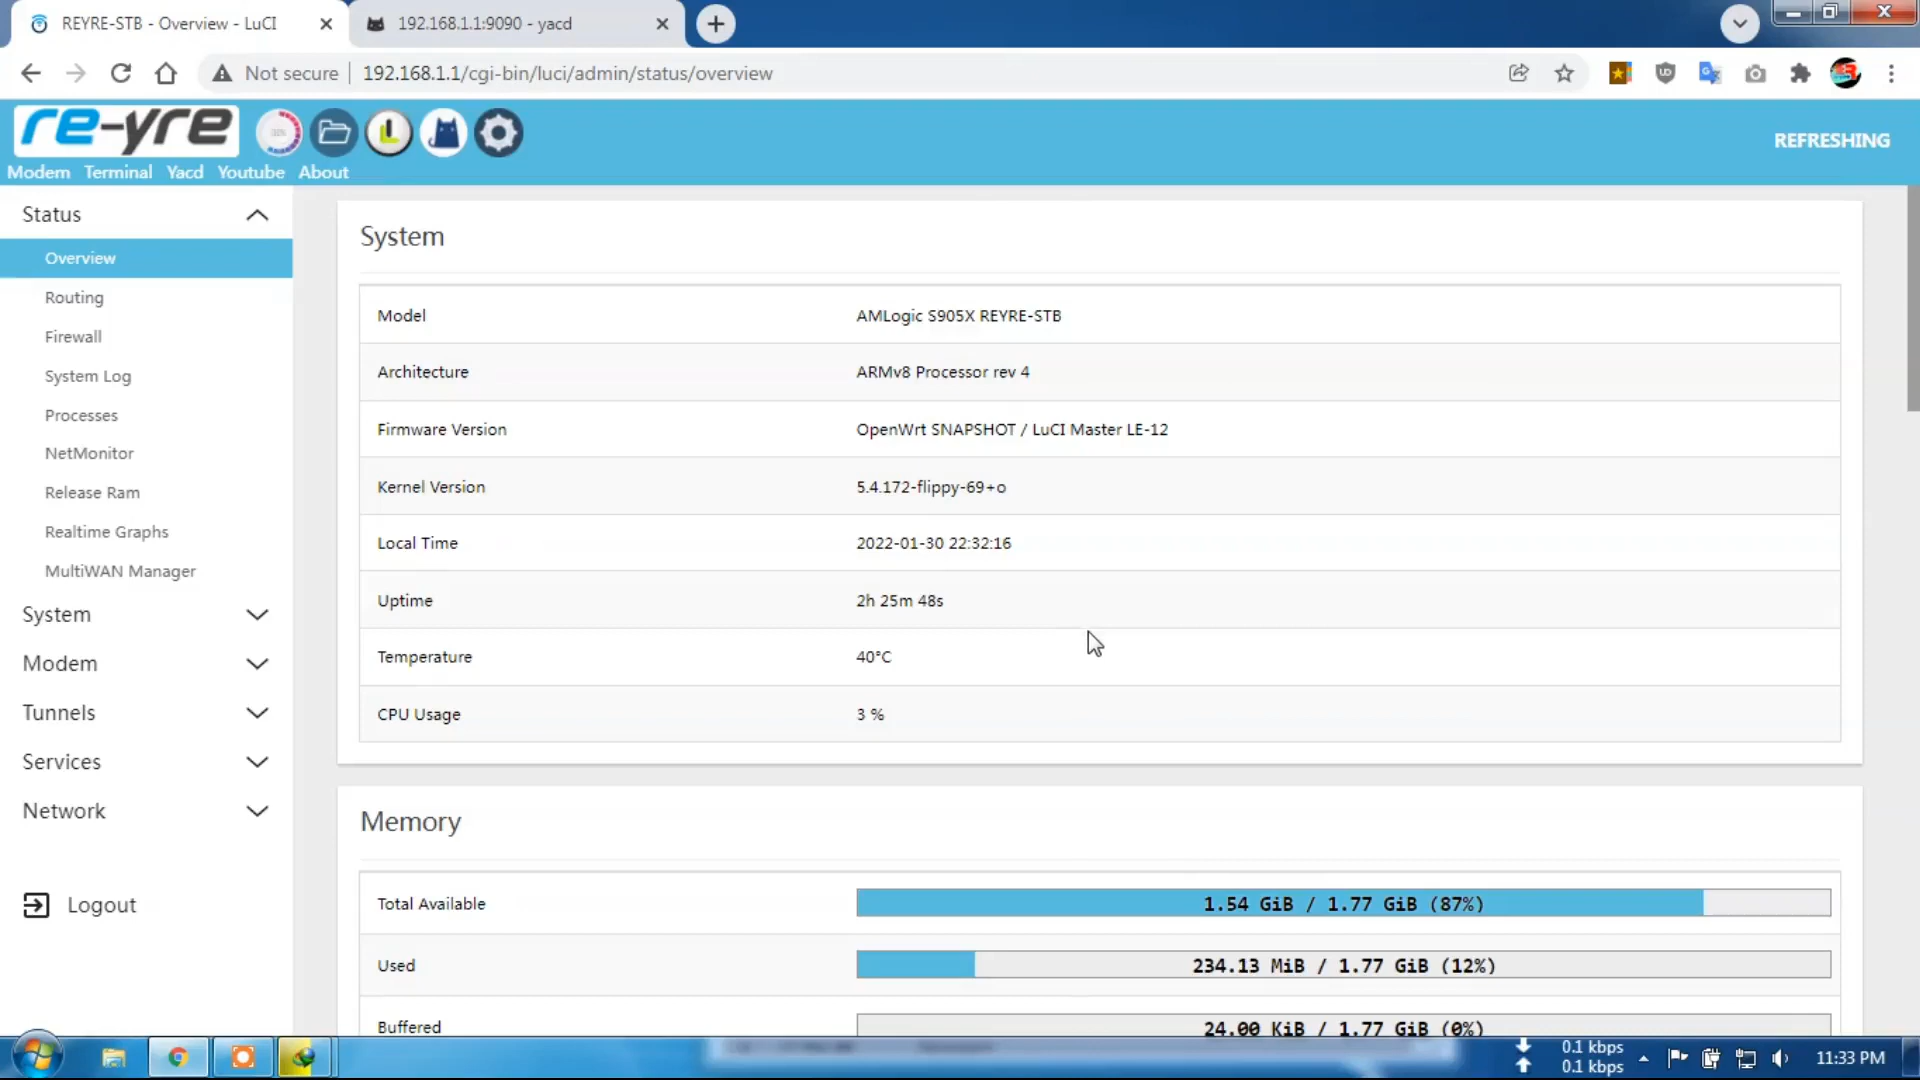 REYRE-STB - Overview - LuCI
192.168.1.1:9090 - yacd
Not secure
192.168.1.1/cgi-bin/luci/admin/status/overview
re-yre
REFRESHING
Modem Terminal Yacd Youtube About
Status
Overview
Routing
Firewall
System Log
Processes
NetMonitor
Release Ram
Realtime Graphs
MultiWAN Manager
System
Modem
Tunnels
Services
Network
Logout
System
Model AMLogic S905X REYRE-STB
Architecture ARMv8 Processor rev 4
Firmware Version OpenWrt SNAPSHOT / LuCI Master LE-12
Kernel Version 5.4.172-flippy-69+o
Local Time 2022-01-30 22:32:16
Uptime 2h 25m 48s
Temperature 40°C
CPU Usage 3 %
Memory
Total Available 1.54 GiB / 1.77 GiB (87%)
Used 234.13 MiB / 1.77 GiB (12%)
Buffered 24.00 KiB / 1.77 GiB (0%)
0.1 kbps
0.1 kbps
11:33 PM